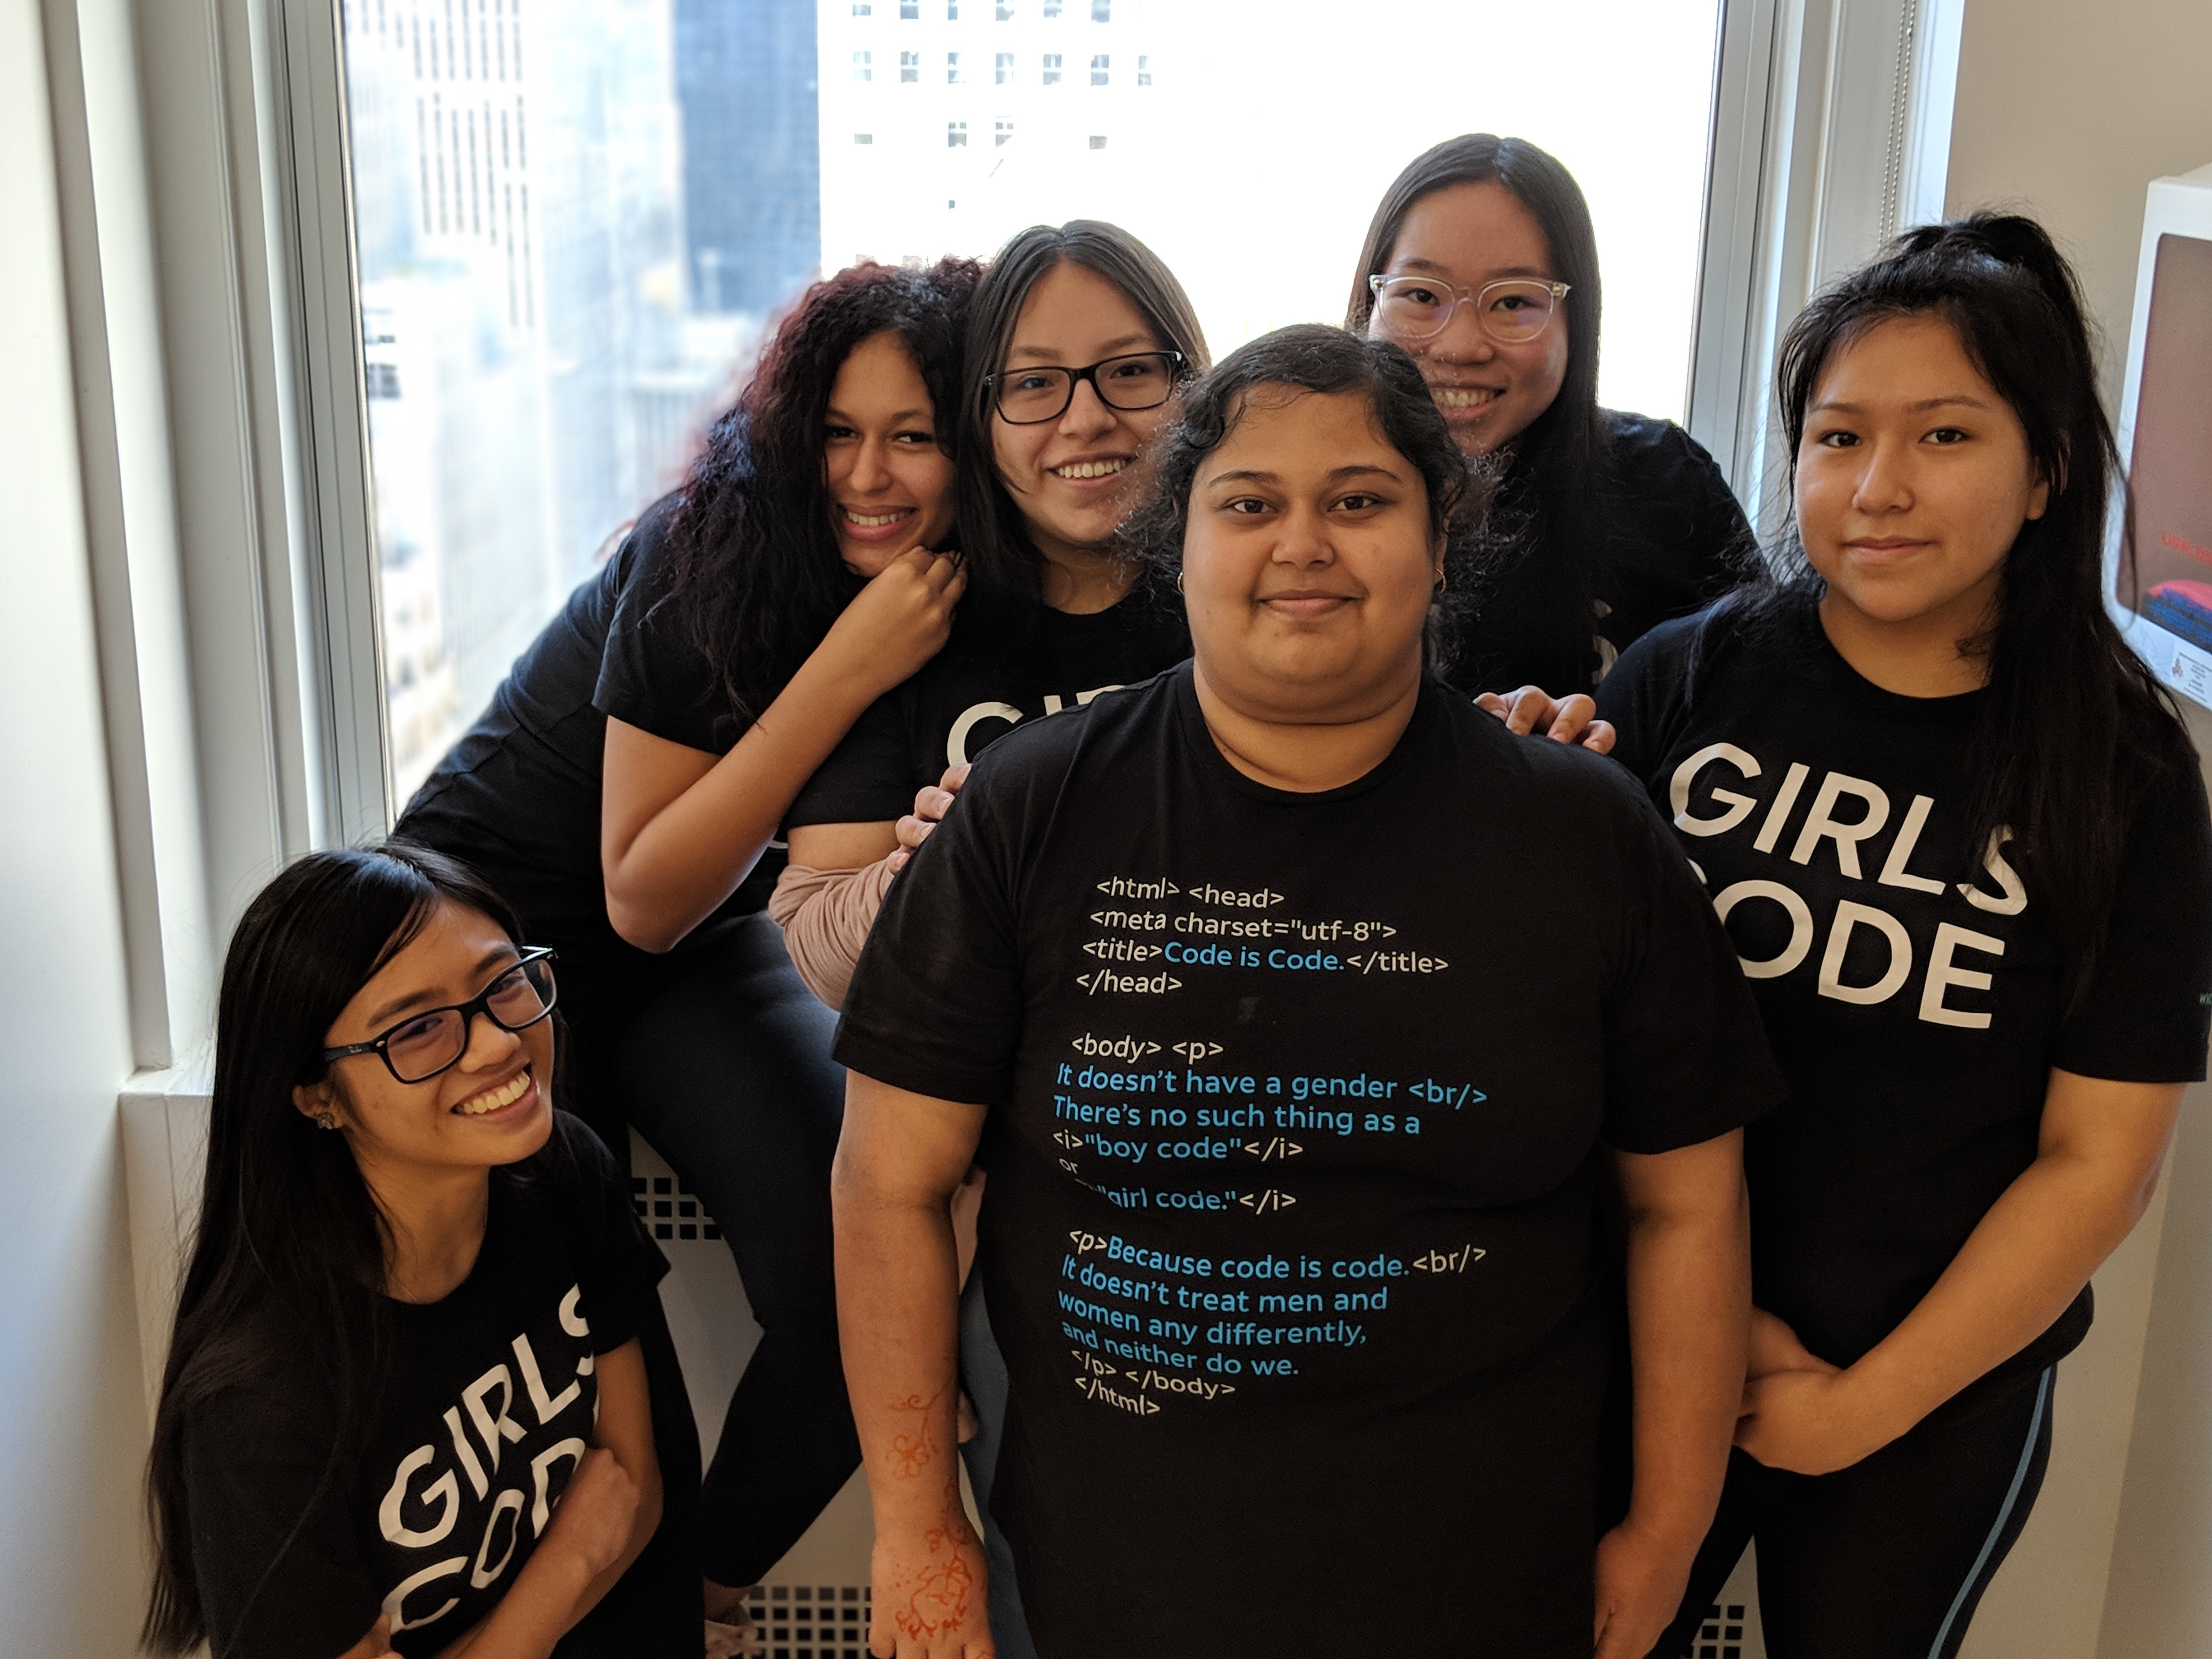 <html> <head>
<meta charset="utf-8">
<title>Code is Code.</title>
</head>
<body> <p>
It doesn't have a gender <br/>
There's no such thing as a
<i>"boy code"</i>
or
"girl code."</i>
<p>Because code is code.<br/>
It doesn't treat men and
women any differently,
and neither do we.
</p> </body>
</html>
GIRLS
CODE
GIRLS
CODE